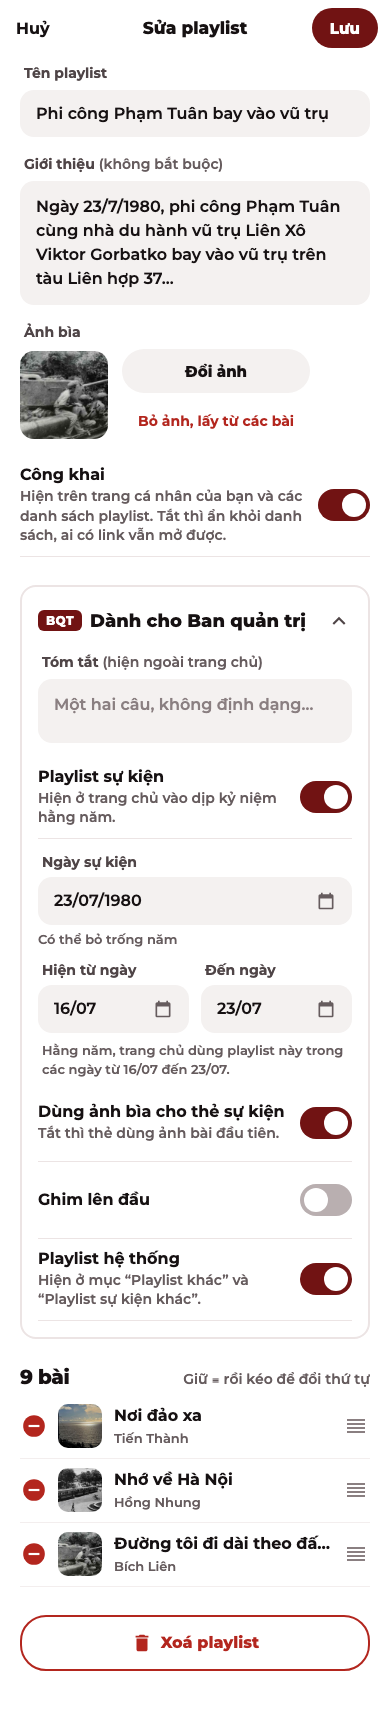 Huỷ
Sửa playlist
Lưu
Tên playlist
Phi công Phạm Tuân bay vào vũ trụ
Giới thiệu (không bắt buộc)
Ngày 23/7/1980, phi công Phạm Tuân
cùng nhà du hành vũ trụ Liên Xô
Viktor Gorbatko bay vào vũ trụ trên
tàu Liên hợp 37...
Ảnh bìa
Đổi ảnh
Bỏ ảnh, lấy từ các bài
Công khai
Hiện trên trang cá nhân của bạn và các
danh sách playlist. Tắt thì ẩn khỏi danh
sách, ai có link vẫn mở được.
BQT Dành cho Ban quản trị
Tóm tắt (hiện ngoài trang chủ)
Một hai câu, không định dạng...
Playlist sự kiện
Hiện ở trang chủ vào dịp kỷ niệm
hằng năm.
Ngày sự kiện
23/07/1980
Có thể bỏ trống năm
Hiện từ ngày
Đến ngày
16/07
23/07
Hằng năm, trang chủ dùng playlist này trong
các ngày từ 16/07 đến 23/07.
Dùng ảnh bìa cho thẻ sự kiện
Tắt thì thẻ dùng ảnh bài đầu tiên.
Ghim lên đầu
Playlist hệ thống
Hiện ở mục “Playlist khác” và
“Playlist sự kiện khác”.
9 bài
Giữ ≡ rồi kéo để đổi thứ tự
Nơi đảo xa
Tiến Thành
Nhớ về Hà Nội
Hồng Nhung
Đường tôi đi dài theo đấ...
Bích Liên
Xoá playlist